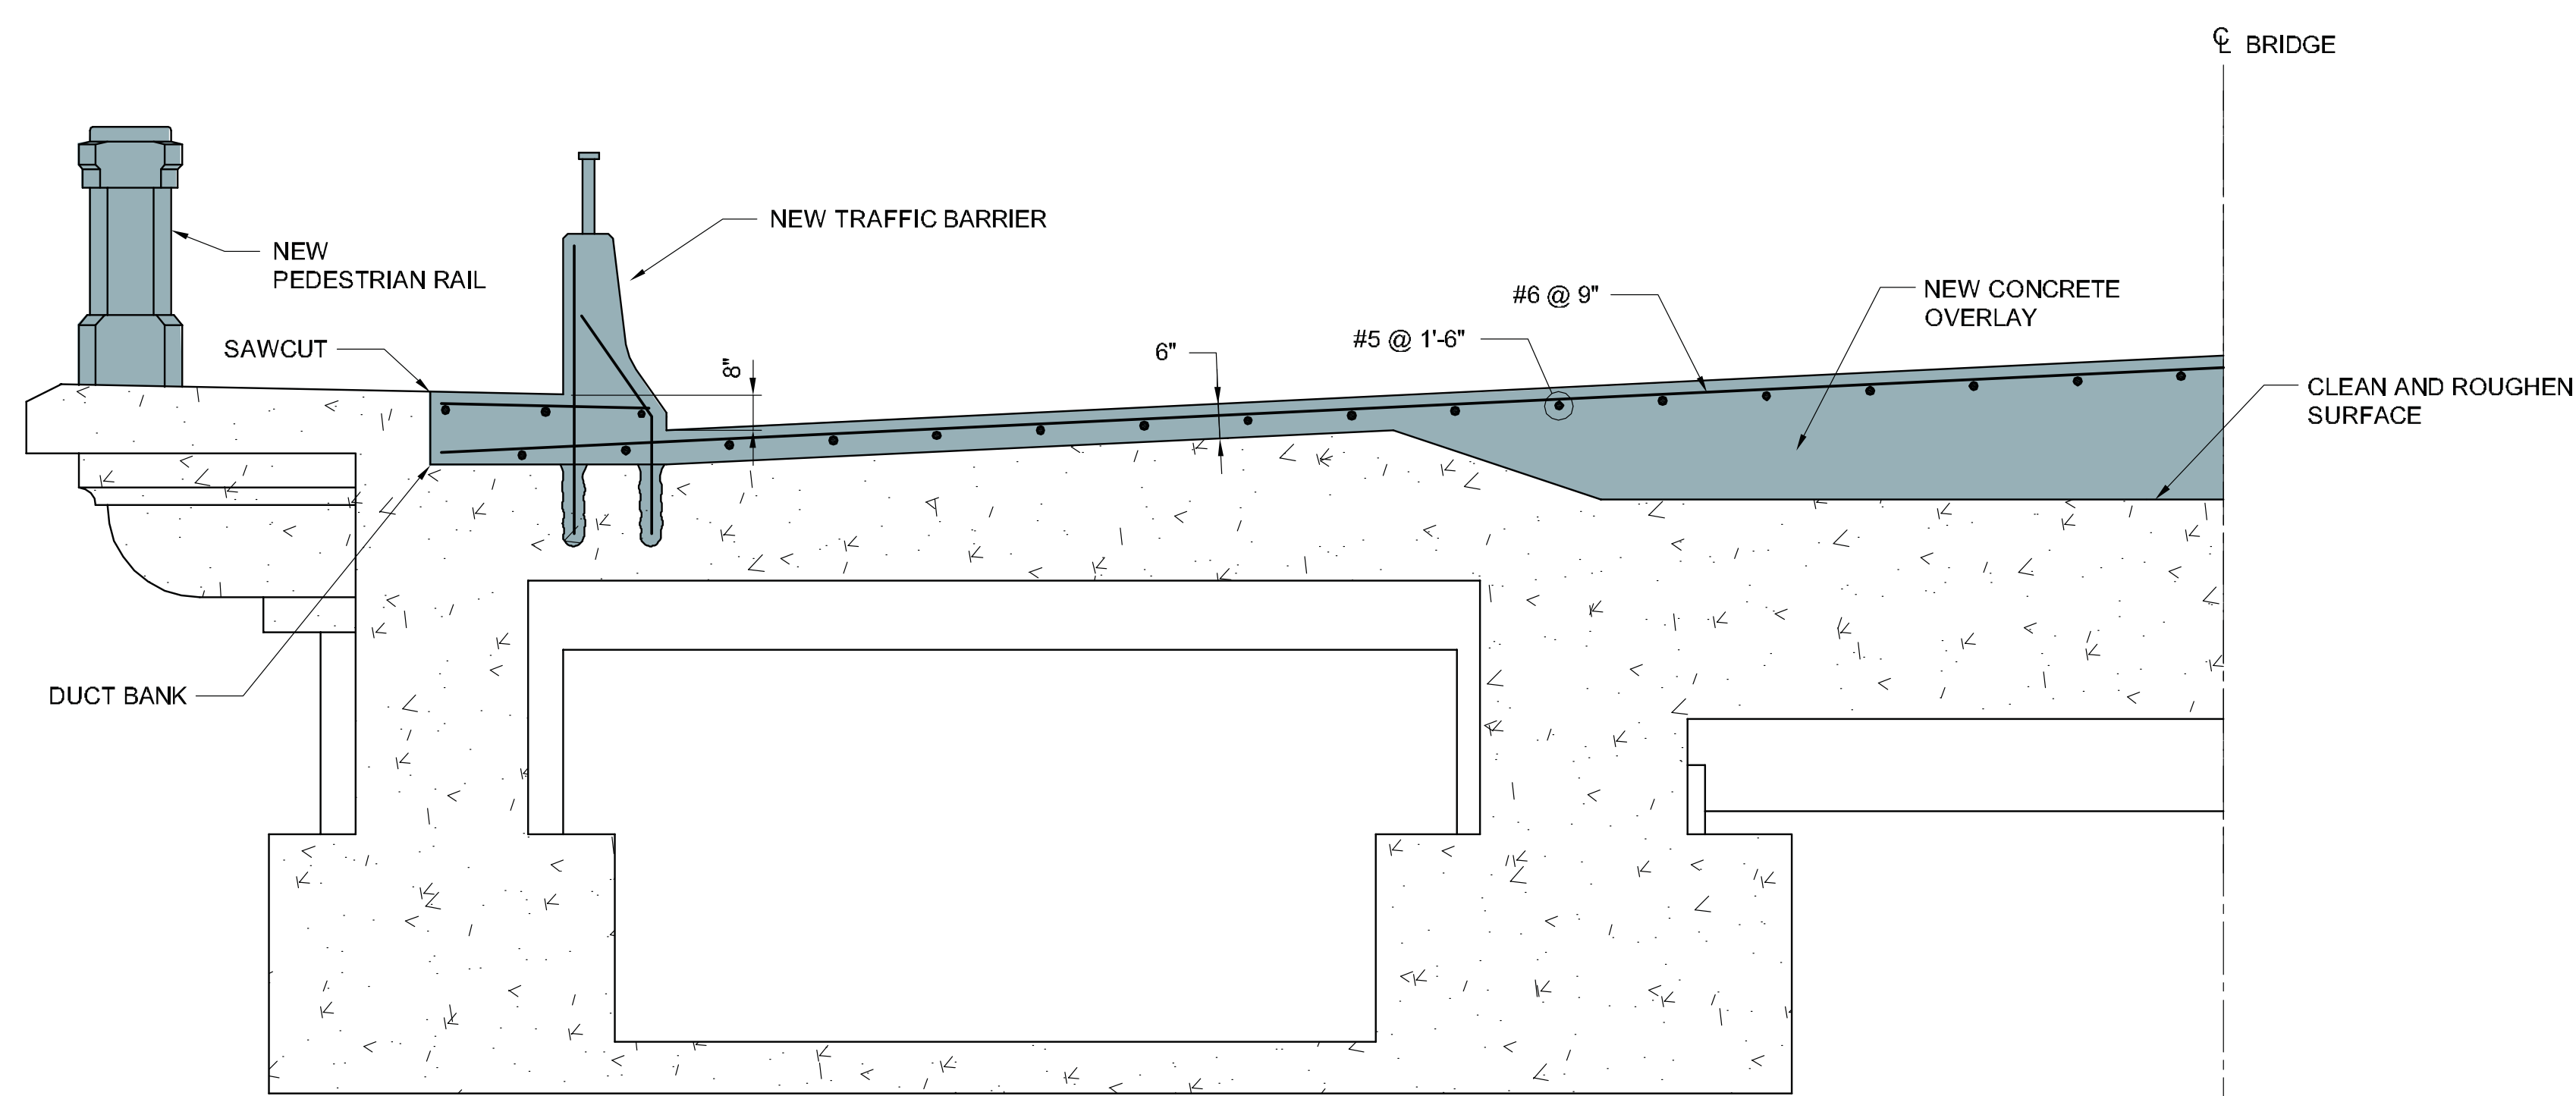 ℄ BRIDGE
NEW TRAFFIC BARRIER
NEW
PEDESTRIAN RAIL
#6 @ 9"
NEW CONCRETE
OVERLAY
SAWCUT
8"
6"
#5 @ 1'-6"
CLEAN AND ROUGHEN
SURFACE
DUCT BANK